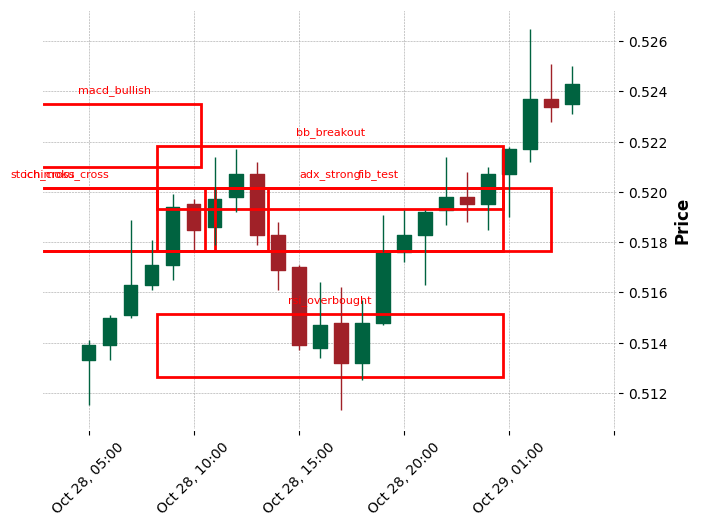 macd_bullish
bb_breakout
adx_strong
fib_test
overbought
0.526
0.524
0.522
0.520
0.518
0.516
0.514
0.512
Price
Oct 28, 05:00
Oct 28, 10:00
Oct 28, 15:00
Oct 28, 20:00
Oct 29, 01:00